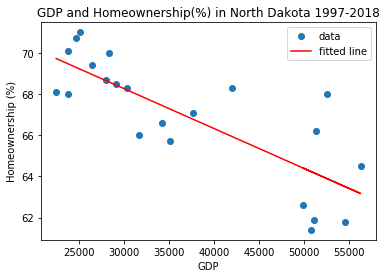 GDP and Homeownership(%) in North Dakota 1997-2018
data
fitted line
Homeownership (%)
70
68
66
64
62
25000 30000 35000 40000 45000 50000 55000
GDP